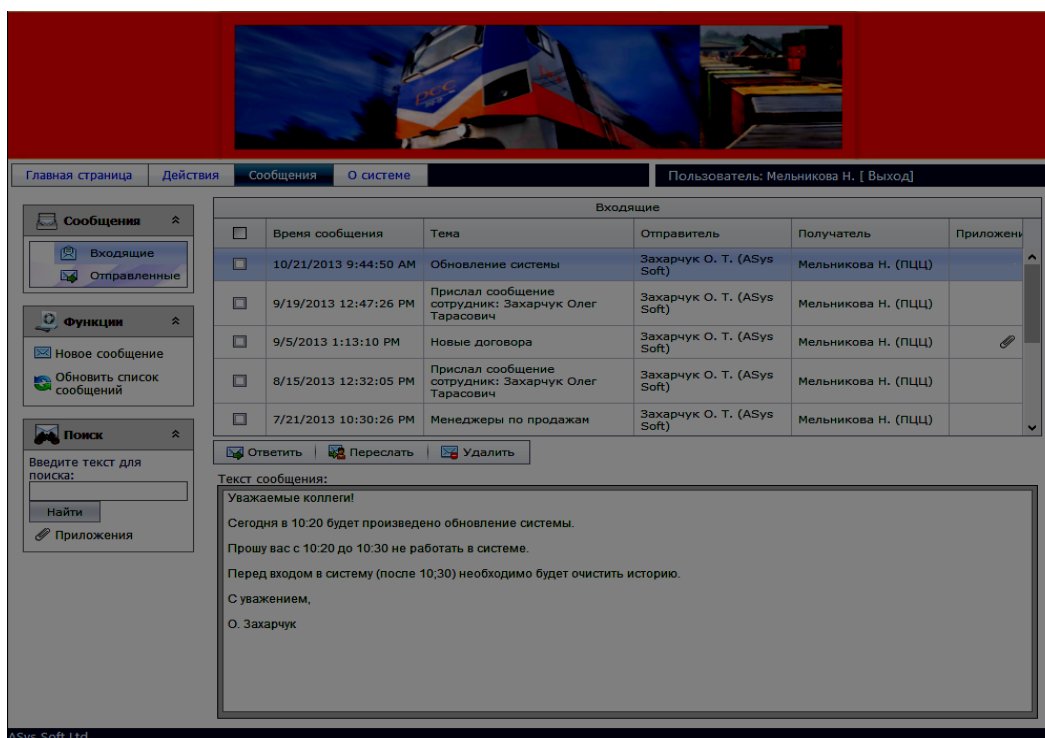 рсс
Главная страница Действия Сообщения О системе Пользователь: Мельникова Н. [ Выход]
Сообщения
Входящие
Отправленные
Функции
Новое сообщение
Обновить список
сообщений
Поиск
Введите текст для
поиска:
Найти
Приложения
Входящие
Время сообщения Тема Отправитель Получатель Приложени
10/21/2013 9:44:50 AM Обновление системы Захарчук О. Т. (ASys
Soft) Мельникова Н. (ПЦЦ)
9/19/2013 12:47:26 PM Прислал сообщение
сотрудник: Захарчук Олег
Тарасович Захарчук О. Т. (ASys
Soft) Мельникова Н. (ПЦЦ)
9/5/2013 1:13:10 PM Новые договора Захарчук О. Т. (ASys
Soft) Мельникова Н. (ПЦЦ)
8/15/2013 12:32:05 PM Прислал сообщение
сотрудник: Захарчук Олег
Тарасович Захарчук О. Т. (ASys
Soft) Мельникова Н. (ПЦЦ)
7/21/2013 10:30:26 PM Менеджеры по продажам Захарчук О. Т. (ASys
Soft) Мельникова Н. (ПЦЦ)
Ответить Переслать Удалить
Текст сообщения:
Уважаемые коллеги!
Сегодня в 10:20 будет произведено обновление системы.
Прошу вас с 10:20 до 10:30 не работать в системе.
Перед входом в систему (после 10;30) необходимо будет очистить историю.
С уважением,
О. Захарчук
ASys Soft Ltd